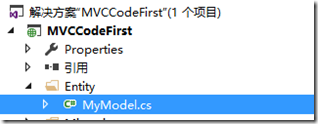 解决方案"MVCCodeFirst"(1 个项目)
MVCCodeFirst
Properties
引用
Entity
MyModel.cs